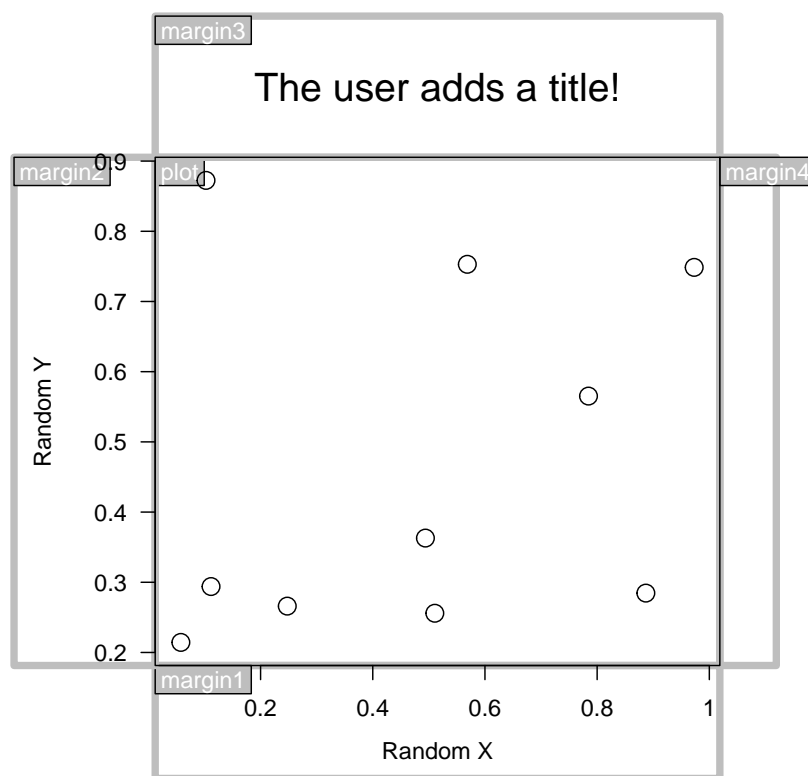 margin3
The user adds a title!
margin2
plot
margin4
0.9
0.8
0.7
0.6
0.5
0.4
0.3
0.2
Random Y
margin1
0.2 0.4 0.6 0.8 1
Random X